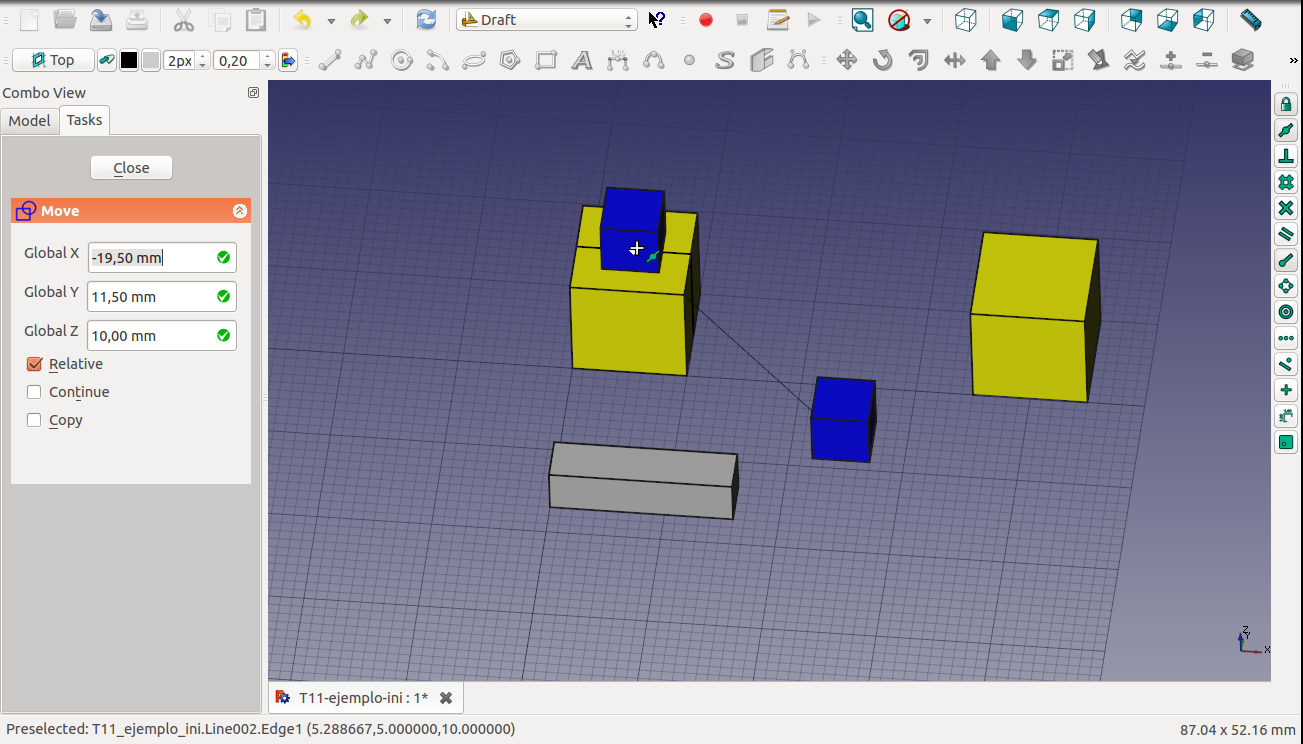 Draft
Top
2px
0,20
A
S
»
Combo View
Model
Tasks
Close
Move
Global X
-19,50 mm
Global Y
11,50 mm
Global Z
10,00 mm
Relative
Continue
Copy
Z
Y
X
T11-ejemplo-ini : 1*
Preselected: T11_ejemplo_ini.Line002.Edge1 (5.288667,5.000000,10.000000)
87.04 x 52.16 mm